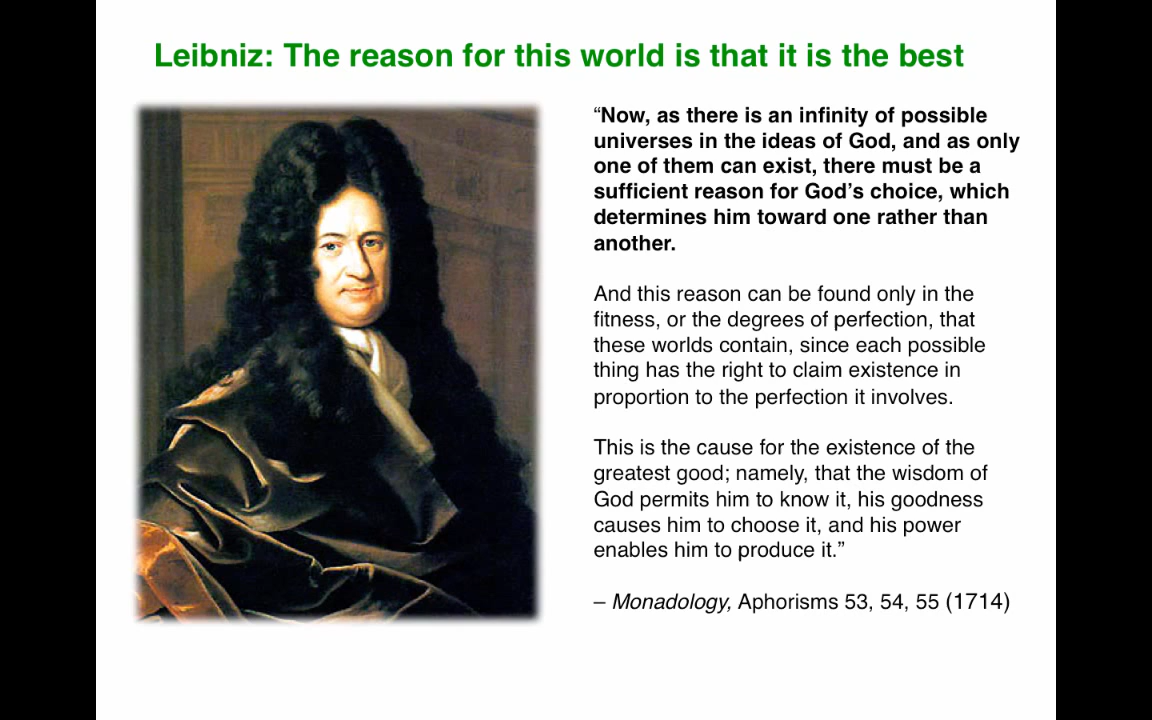 Leibniz: The reason for this world is that it is the best
“Now, as there is an infinity of possible
universes in the ideas of God, and as only
one of them can exist, there must be a
sufficient reason for God’s choice, which
determines him toward one rather than
another.
And this reason can be found only in the
fitness, or the degrees of perfection, that
these worlds contain, since each possible
thing has the right to claim existence in
proportion to the perfection it involves.
This is the cause for the existence of the
greatest good; namely, that the wisdom of
God permits him to know it, his goodness
causes him to choose it, and his power
enables him to produce it.”
– Monadology, Aphorisms 53, 54, 55 (1714)